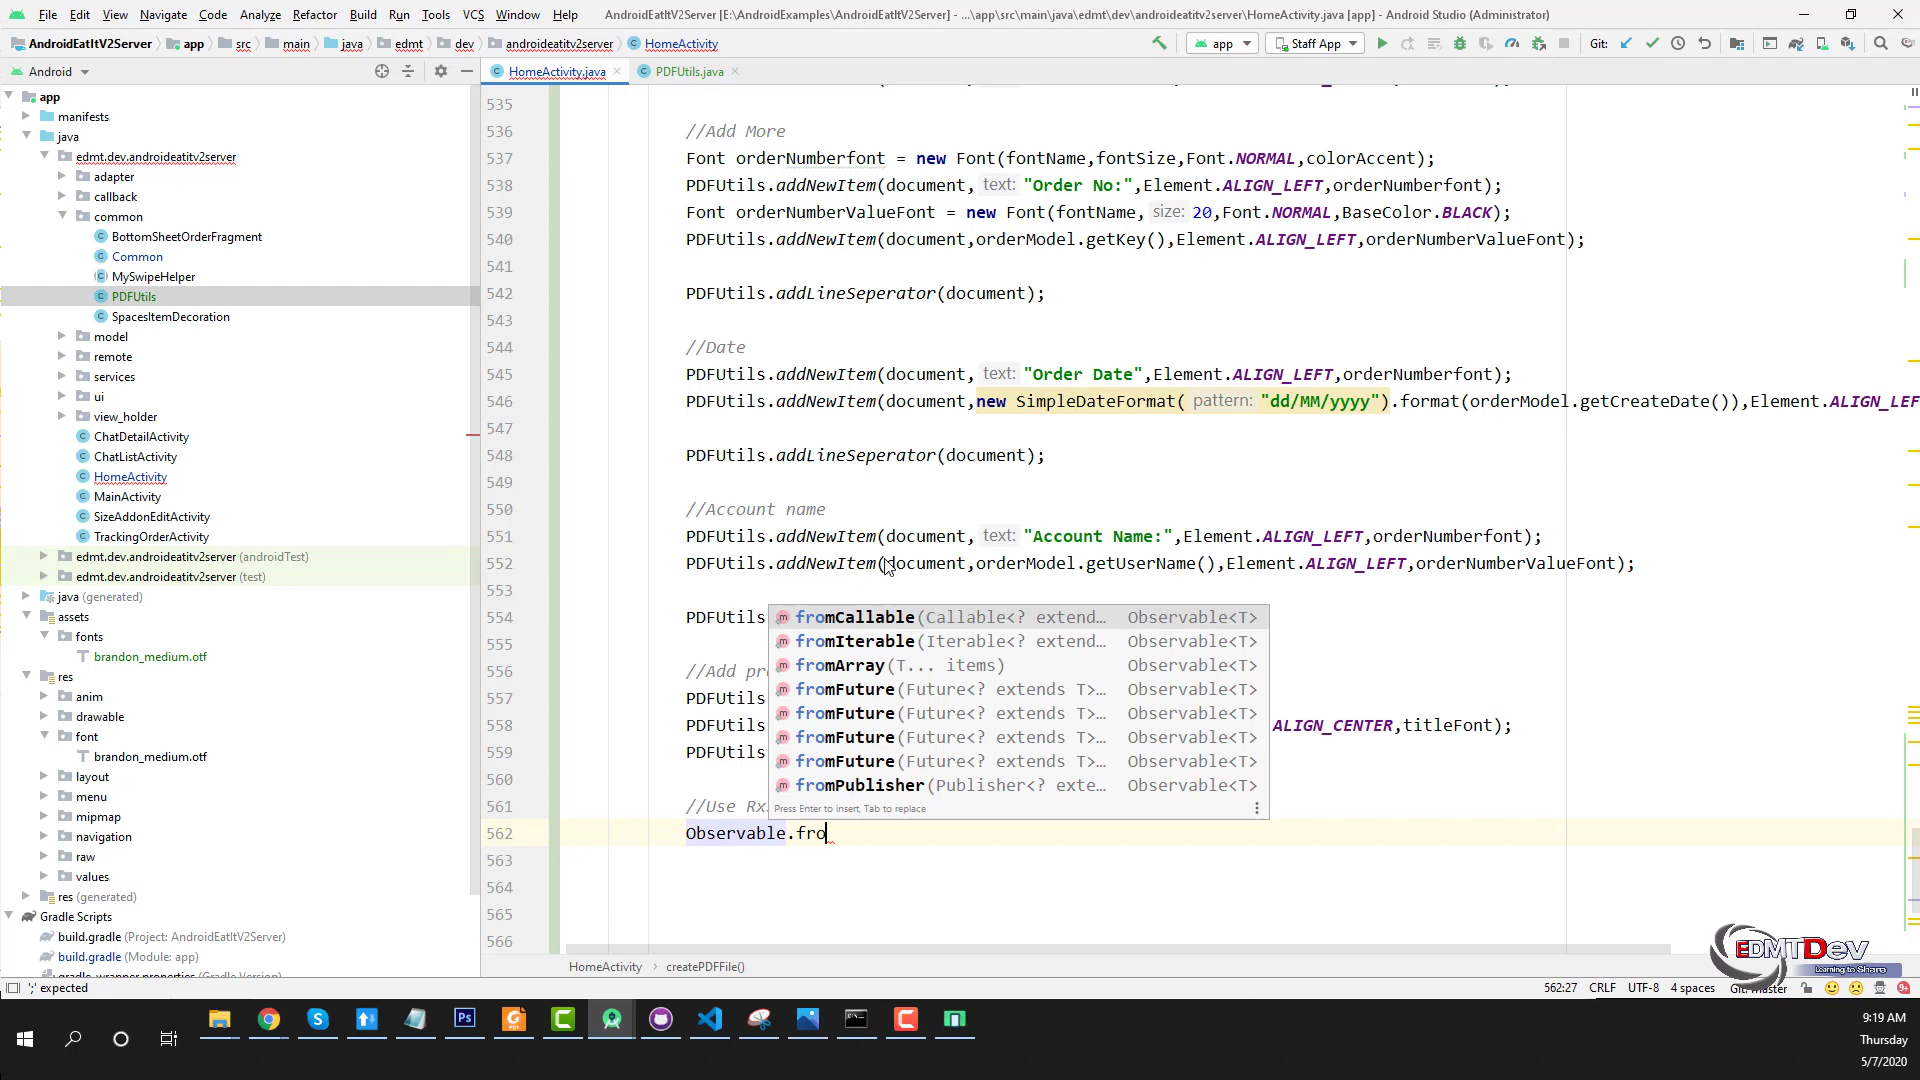 File Edit View Navigate Code Analyze Refactor Build Run Tools VCS Window Help AndroidEatItV2Server [E:\AndroidExamples\AndroidEatItV2Server] - ...\app\src\main\java\edmt\dev\androideatitv2server\HomeActivity.java [app] - Android Studio (Administrator)
AndroidEatItV2Server app src main java edmt dev androideatitv2server HomeActivity app Staff App Git:
Android HomeActivity.java PDFUtils.java
app
manifests
java
edmt.dev.androideatitv2server
adapter
callback
common
BottomSheetOrderFragment
Common
MySwipeHelper
PDFUtils
SpacesItemDecoration
model
remote
services
ui
view_holder
ChatDetailActivity
ChatListActivity
HomeActivity
MainActivity
SizeAddonEditActivity
TrackingOrderActivity
edmt.dev.androideatitv2server (androidTest)
edmt.dev.androideatitv2server (test)
java (generated)
assets
fonts
brandon_medium.otf
res
anim
drawable
font
brandon_medium.otf
layout
menu
mipmap
navigation
raw
values
res (generated)
Gradle Scripts
build.gradle (Project: AndroidEatItV2Server)
build.gradle (Module: app)
gradle-wrapper.properties (Gradle Version)
535
536 //Add More
537 Font orderNumberfont = new Font(fontName,fontSize,Font.NORMAL,colorAccent);
538 PDFUtils.addNewItem(document, text: "Order No:",Element.ALIGN_LEFT,orderNumberfont);
539 Font orderNumberValueFont = new Font(fontName, size: 20,Font.NORMAL,BaseColor.BLACK);
540 PDFUtils.addNewItem(document,orderModel.getKey(),Element.ALIGN_LEFT,orderNumberValueFont);
541
542 PDFUtils.addLineSeperator(document);
543
544 //Date
545 PDFUtils.addNewItem(document, text: "Order Date",Element.ALIGN_LEFT,orderNumberfont);
546 PDFUtils.addNewItem(document,new SimpleDateFormat( pattern: "dd/MM/yyyy").format(orderModel.getCreateDate()),Element.ALIGN_LEF
547
548 PDFUtils.addLineSeperator(document);
549
550 //Account name
551 PDFUtils.addNewItem(document, text: "Account Name:",Element.ALIGN_LEFT,orderNumberfont);
552 PDFUtils.addNewItem(document,orderModel.getUserName(),Element.ALIGN_LEFT,orderNumberValueFont);
553
554 PDFUtils
555
556 //Add pr
557 PDFUtils
558 PDFUtils ALIGN_CENTER,titleFont);
559 PDFUtils
560
561 //Use Rx
562 Observable.fro
563
564
565
566
fromCallable(Callable<? extend... Observable<T>
fromIterable(Iterable<? extend... Observable<T>
fromArray(T... items) Observable<T>
fromFuture(Future<? extends T>... Observable<T>
fromFuture(Future<? extends T>... Observable<T>
fromFuture(Future<? extends T>... Observable<T>
fromFuture(Future<? extends T>... Observable<T>
fromPublisher(Publisher<? exte... Observable<T>
Press Enter to insert, Tab to replace
HomeActivity createPDFFile()
EDMTDev
Learning to Share
';' expected 562:27 CRLF UTF-8 4 spaces Git: master
9:19 AM
Thursday
5/7/2020